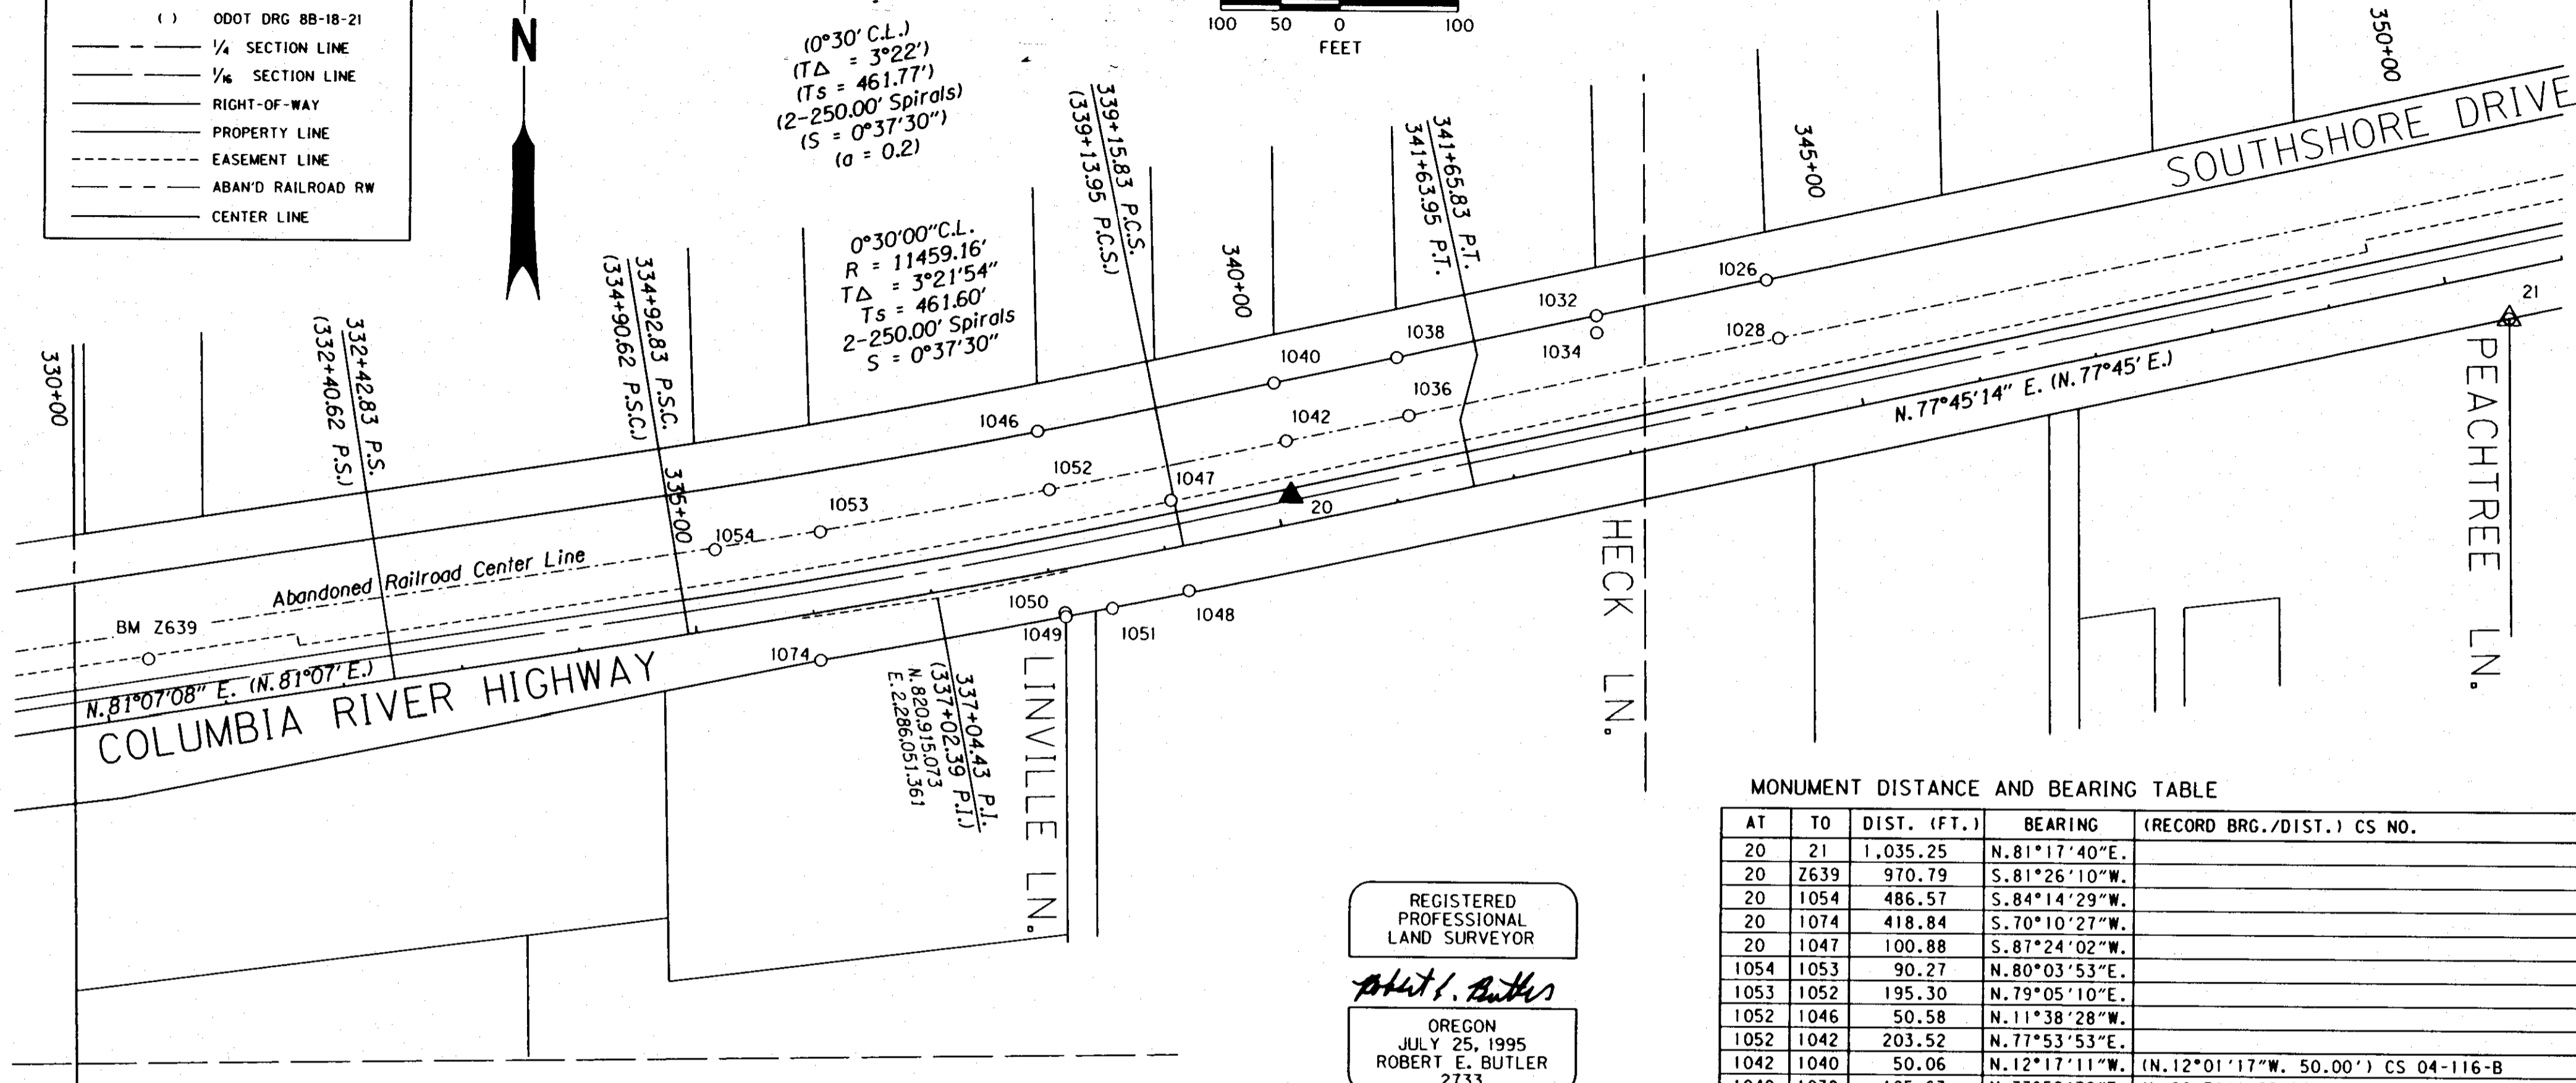 ( ) ODOT DRG 8B-18-21
1/4 SECTION LINE
1/16 SECTION LINE
RIGHT-OF-WAY
PROPERTY LINE
EASEMENT LINE
ABAN'D RAILROAD RW
CENTER LINE
N
(0°30' C.L.)
(T∆ = 3°22')
(Ts = 461.77')
(2-250.00' Spirals)
(S = 0°37'30")
(a = 0.2)
0°30'00"C.L.
R = 11459.16'
T∆ = 3°21'54"
Ts = 461.60'
2-250.00' Spirals
S = 0°37'30"
100 50 0 100
FEET
330+00
332+42.83 P.S.
(332+40.62 P.S.)
334+92.83 P.S.C.
(334+90.62 P.S.C.)
335+00
339+15.83 P.C.S.
(339+13.95 P.C.S.)
340+00
341+65.83 P.T.
341+63.95 P.T.
345+00
350+00
SOUTHSHORE DRIVE
1026
1032
1028
1034
1038
1040
1036
1042
1046
1052
1047
1053
1054
20
21
N.77°45'14" E. (N.77°45' E.)
Abandoned Railroad Center Line
BM Z639
N.81°07'08" E. (N.81°07' E.)
COLUMBIA RIVER HIGHWAY
1050
1049
1051
1048
1074
337+04.43 P.I.
(337+02.39 P.I.)
N.820,915.073
E.2,286,051.361
LINVILLE LN.
HECK LN.
PEACHTREE LN.
REGISTERED
PROFESSIONAL
LAND SURVEYOR
Robert E. Butler
OREGON
JULY 25, 1995
ROBERT E. BUTLER
2733
MONUMENT DISTANCE AND BEARING TABLE
AT TO DIST. (FT.) BEARING (RECORD BRG./DIST.) CS NO.
20 21 1,035.25 N.81°17'40"E.
20 Z639 970.79 S.81°26'10"W.
20 1054 486.57 S.84°14'29"W.
20 1074 418.84 S.70°10'27"W.
20 1047 100.88 S.87°24'02"W.
1054 1053 90.27 N.80°03'53"E.
1053 1052 195.30 N.79°05'10"E.
1052 1046 50.58 N.11°38'28"W.
1052 1042 203.52 N.77°53'53"E.
1042 1040 50.06 N.12°17'11"W. (N.12°01'17"W. 50.00') CS 04-116-B